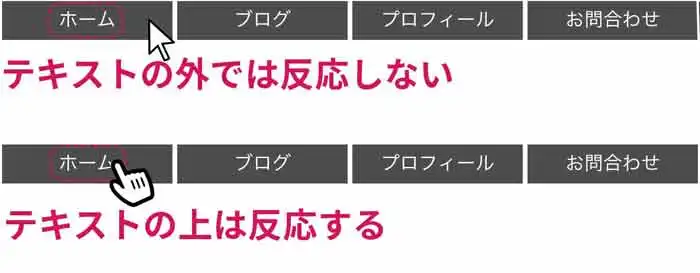 ホーム ブログ プロフィール お問合わせ
テキストの外では反応しない
ホーム ブログ プロフィール お問合わせ
テキストの上は反応する